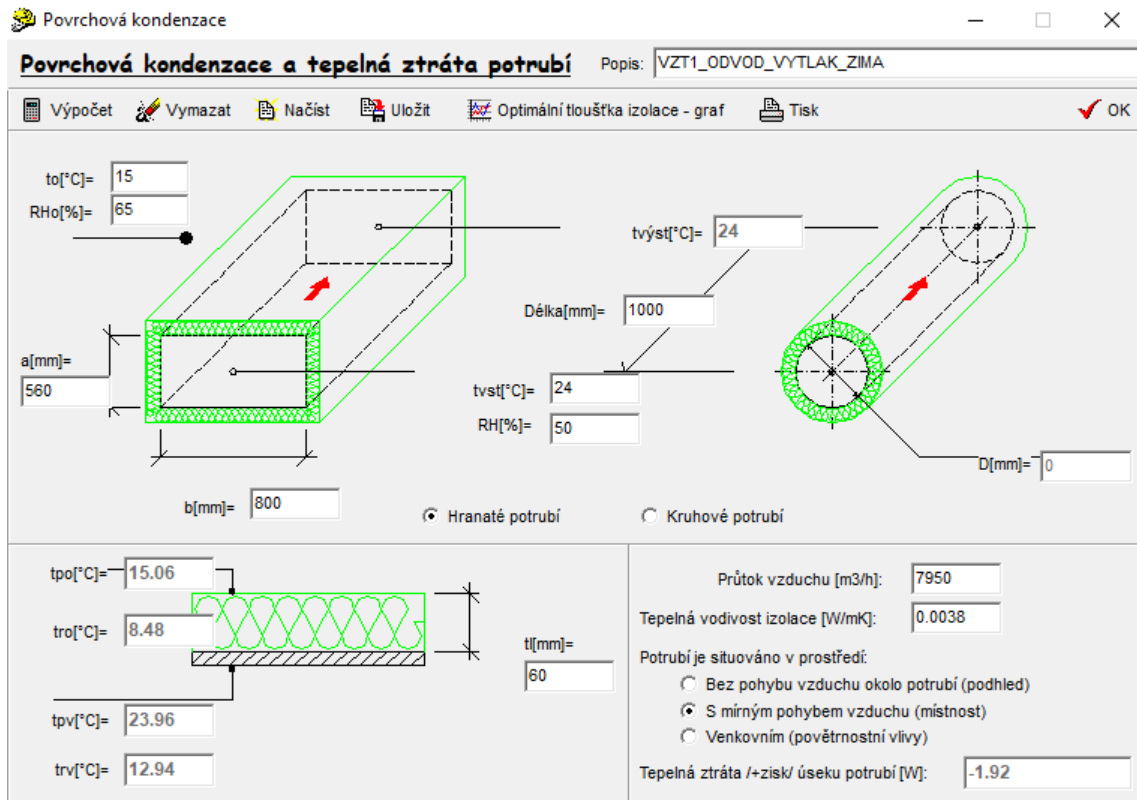 Povrchová kondenzace
Povrchová kondenzace a tepelná ztráta potrubí Popis: VZT1_ODVOD_VYTLAK_ZIMA
Výpočet Vymazat Načíst Uložit Optimální tloušťka izolace - graf Tisk OK
to[°C]= 15
RHo[%]= 65
tvýst[°C]= 24
Délka[mm]= 1000
a[mm]=
560
tvst[°C]= 24
RH[%]= 50
D[mm]= 0
b[mm]= 800
Hranaté potrubí Kruhové potrubí
tpo[°C]= 15.06
tro[°C]= 8.48
tl[mm]=
60
tpv[°C]= 23.96
trv[°C]= 12.94
Průtok vzduchu [m3/h]: 7950
Tepelná vodivost izolace [W/mK]: 0.0038
Potrubí je situováno v prostředí:
Bez pohybu vzduchu okolo potrubí (podhled)
S mírným pohybem vzduchu (místnost)
Venkovním (povětrnostní vlivy)
Tepelná ztráta /+zisk/ úseku potrubí [W]: -1.92